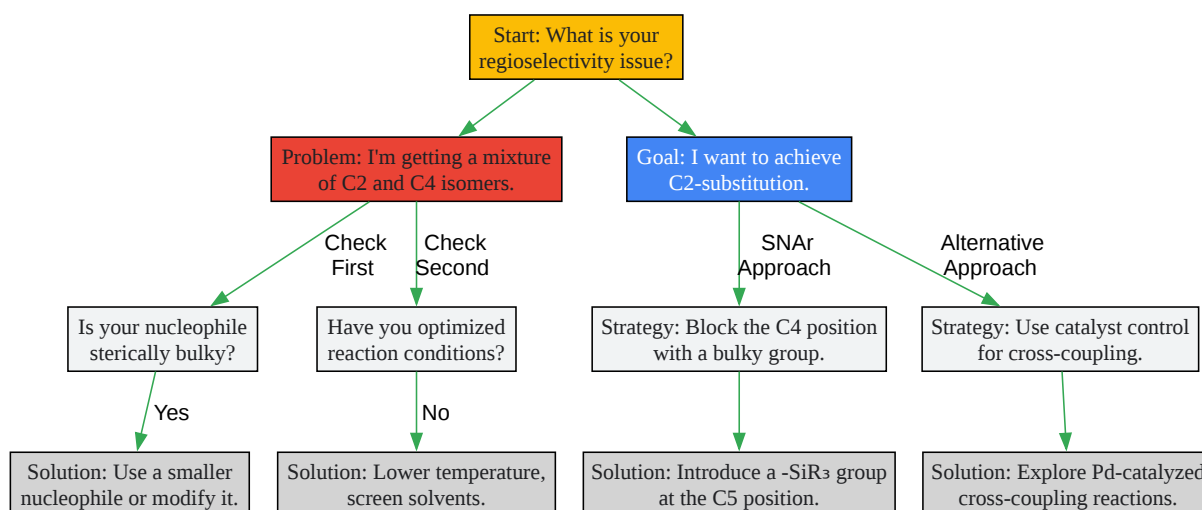 Start: What is your
regioselectivity issue?
Problem: I'm getting a mixture
of C2 and C4 isomers.
Goal: I want to achieve
C2-substitution.
Check
First
Check
Second
SNAr
Approach
Alternative
Approach
Is your nucleophile
sterically bulky?
Have you optimized
reaction conditions?
Strategy: Block the C4 position
with a bulky group.
Strategy: Use catalyst control
for cross-coupling.
Yes
No
Solution: Use a smaller
nucleophile or modify it.
Solution: Lower temperature,
screen solvents.
Solution: Introduce a -SiR₃ group
at the C5 position.
Solution: Explore Pd-catalyzed
cross-coupling reactions.